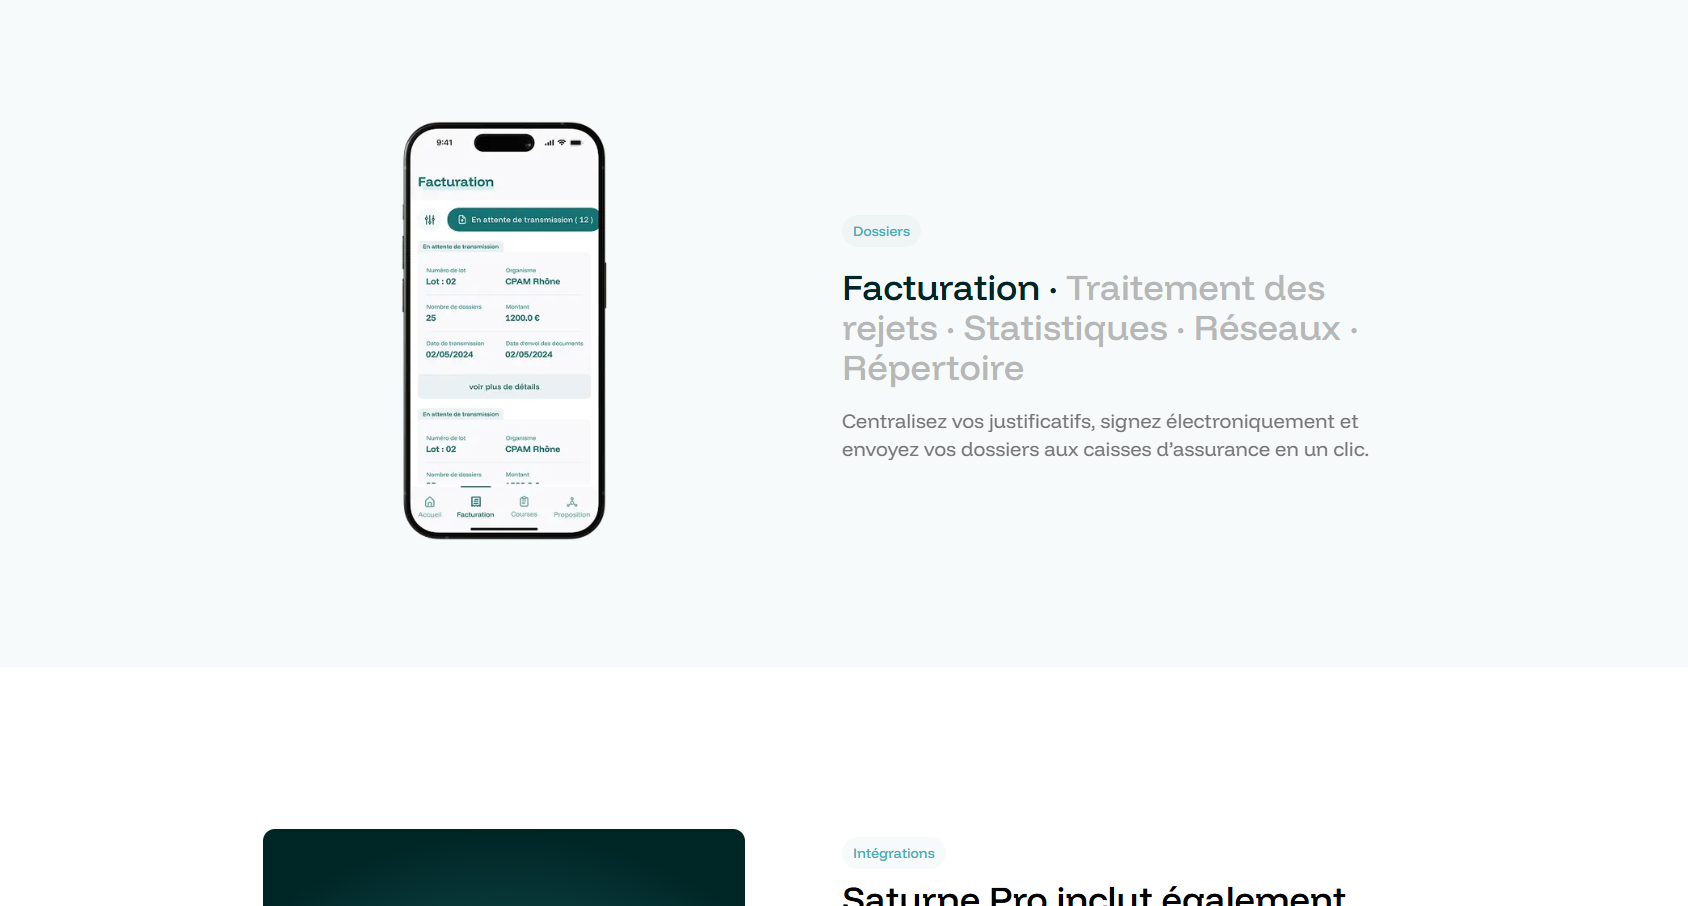 9:41
Facturation
En attente de transmission ( 12 )
En attente de transmission
Numéro de lot Organisme
Lot : 02 CPAM Rhône
Nombre de dossiers Montant
25 1200.0 €
Date de transmission Date d'envoi des documents
02/05/2024 02/05/2024
voir plus de détails
En attente de transmission
Numéro de lot Organisme
Lot : 02 CPAM Rhône
Nombre de dossiers Montant
Accueil Facturation Courses Proposition
Dossiers
Facturation · Traitement des
rejets · Statistiques · Réseaux ·
Répertoire
Centralisez vos justificatifs, signez électroniquement et
envoyez vos dossiers aux caisses d’assurance en un clic.
Intégrations
Saturne Pro inclut également